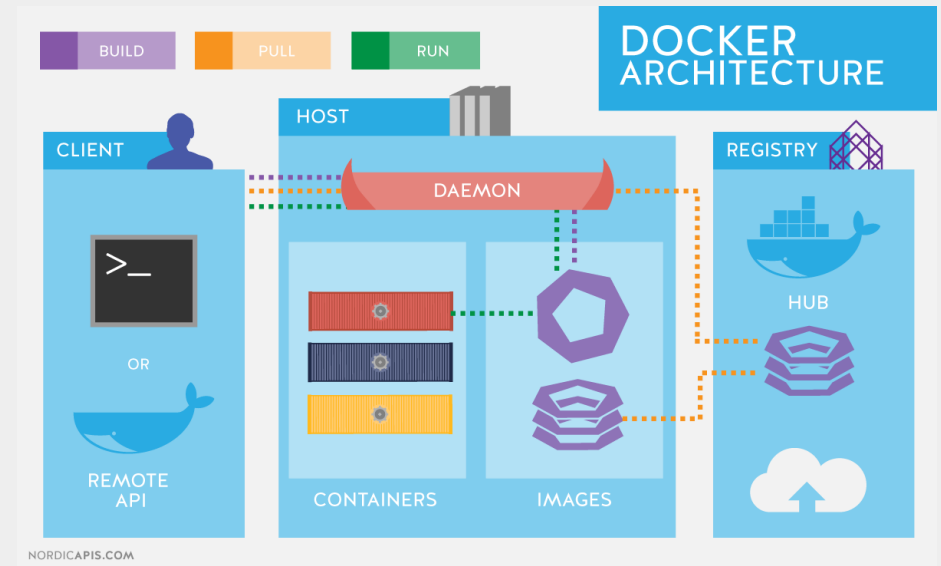 BUILD
PULL
RUN
DOCKER
ARCHITECTURE
CLIENT
HOST
REGISTRY
DAEMON
>_
OR
REMOTE
API
CONTAINERS
IMAGES
HUB
NORDICAPIS.COM